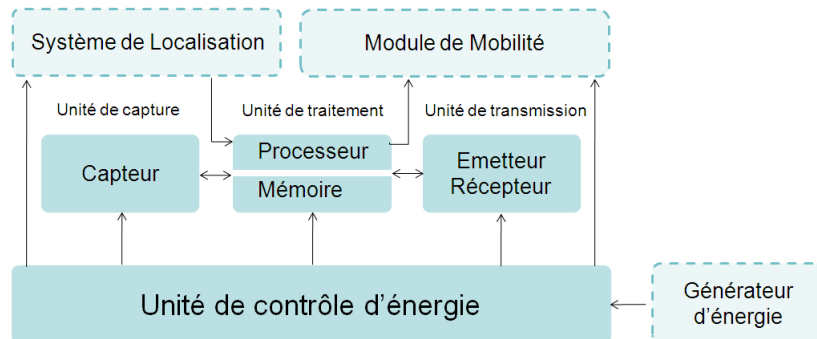 Système de Localisation
Module de Mobilité
Unité de capture
Unité de traitement
Unité de transmission
Capteur
Processeur
Mémoire
Emetteur
Récepteur
Unité de contrôle d'énergie
Générateur
d'énergie